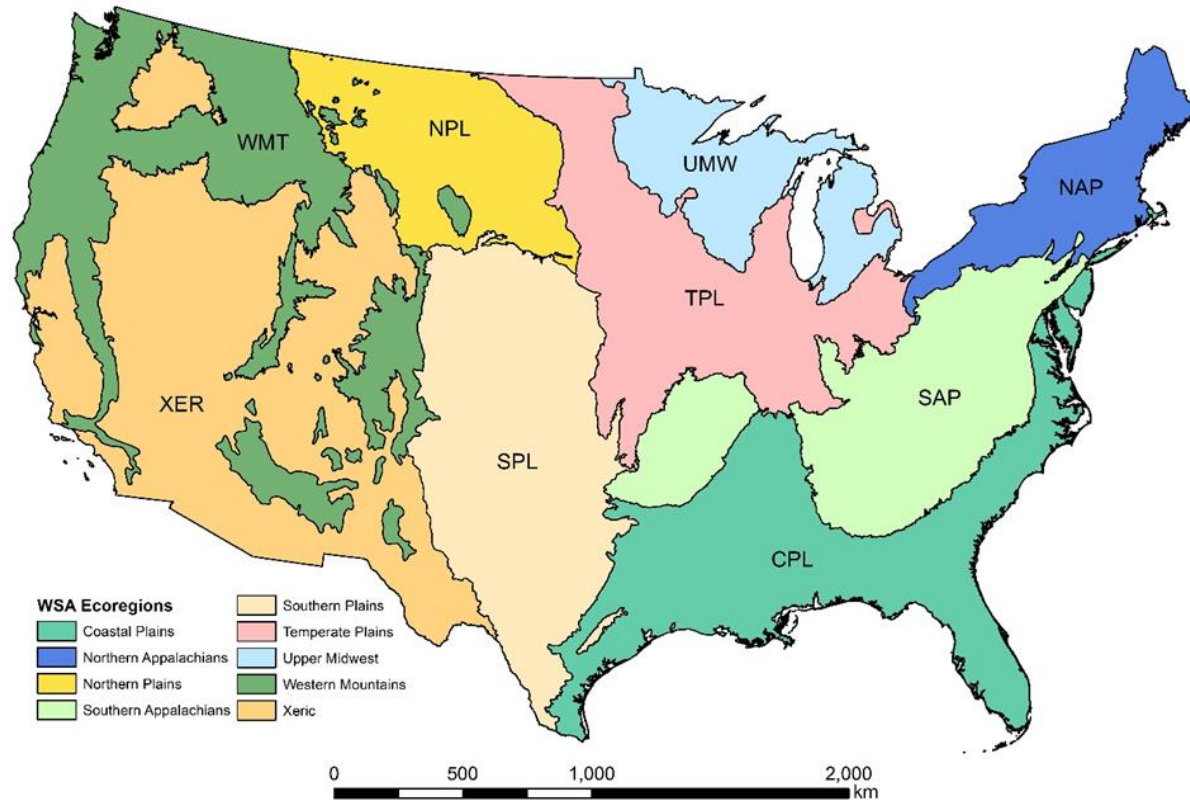 WMT
NPL
UMW
NAP
TPL
XER
SPL
SAP
CPL
WSA Ecoregions
Coastal Plains
Northern Appalachians
Northern Plains
Southern Appalachians
Southern Plains
Temperate Plains
Upper Midwest
Western Mountains
Xeric
0 500 1,000 2,000
km